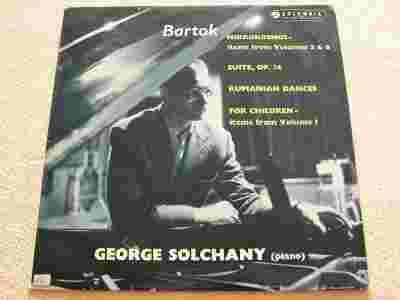 COLUMBIA
Bartok
MIKROKOSMOS-
items from Volumes 5 & 6
SUITE, OP. 14
RUMANIAN DANCES
FOR CHILDREN-
items from Volume 1
GEORGE SOLCHANY (piano)